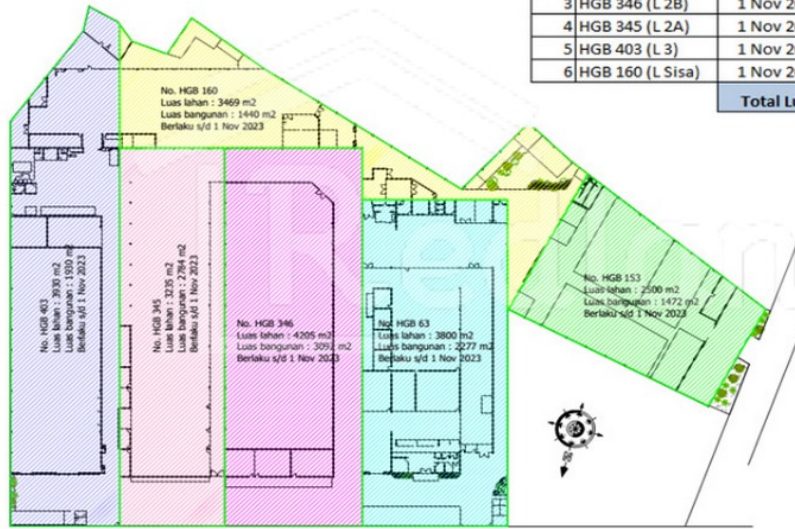 3 HGB 346 (L 2B) 1 Nov 2
4 HGB 345 (L 2A) 1 Nov 2
5 HGB 403 (L 3) 1 Nov 2
6 HGB 160 (L Sisa) 1 Nov 2
Total Lu
No. HGB 160
Luas lahan : 3469 m2
Luas bangunan : 1440 m2
Berlaku s/d 1 Nov 2023
No. HGB 403
Luas lahan : 3930 m2
Luas bangunan : 1930 m2
Berlaku s/d 1 Nov 2023
No. HGB 345
Luas lahan : 3235 m2
Luas bangunan : 2784 m2
Berlaku s/d 1 Nov 2023
No. HGB 346
Luas lahan : 4205 m2
Luas bangunan : 3092 m2
Berlaku s/d 1 Nov 2023
No. HGB 63
Luas lahan : 3800 m2
Luas bangunan : 2277 m2
Berlaku s/d 1 Nov 2023
No. HGB 153
Luas lahan : 2500 m2
Luas bangunan : 1472 m2
Berlaku s/d 1 Nov 2023